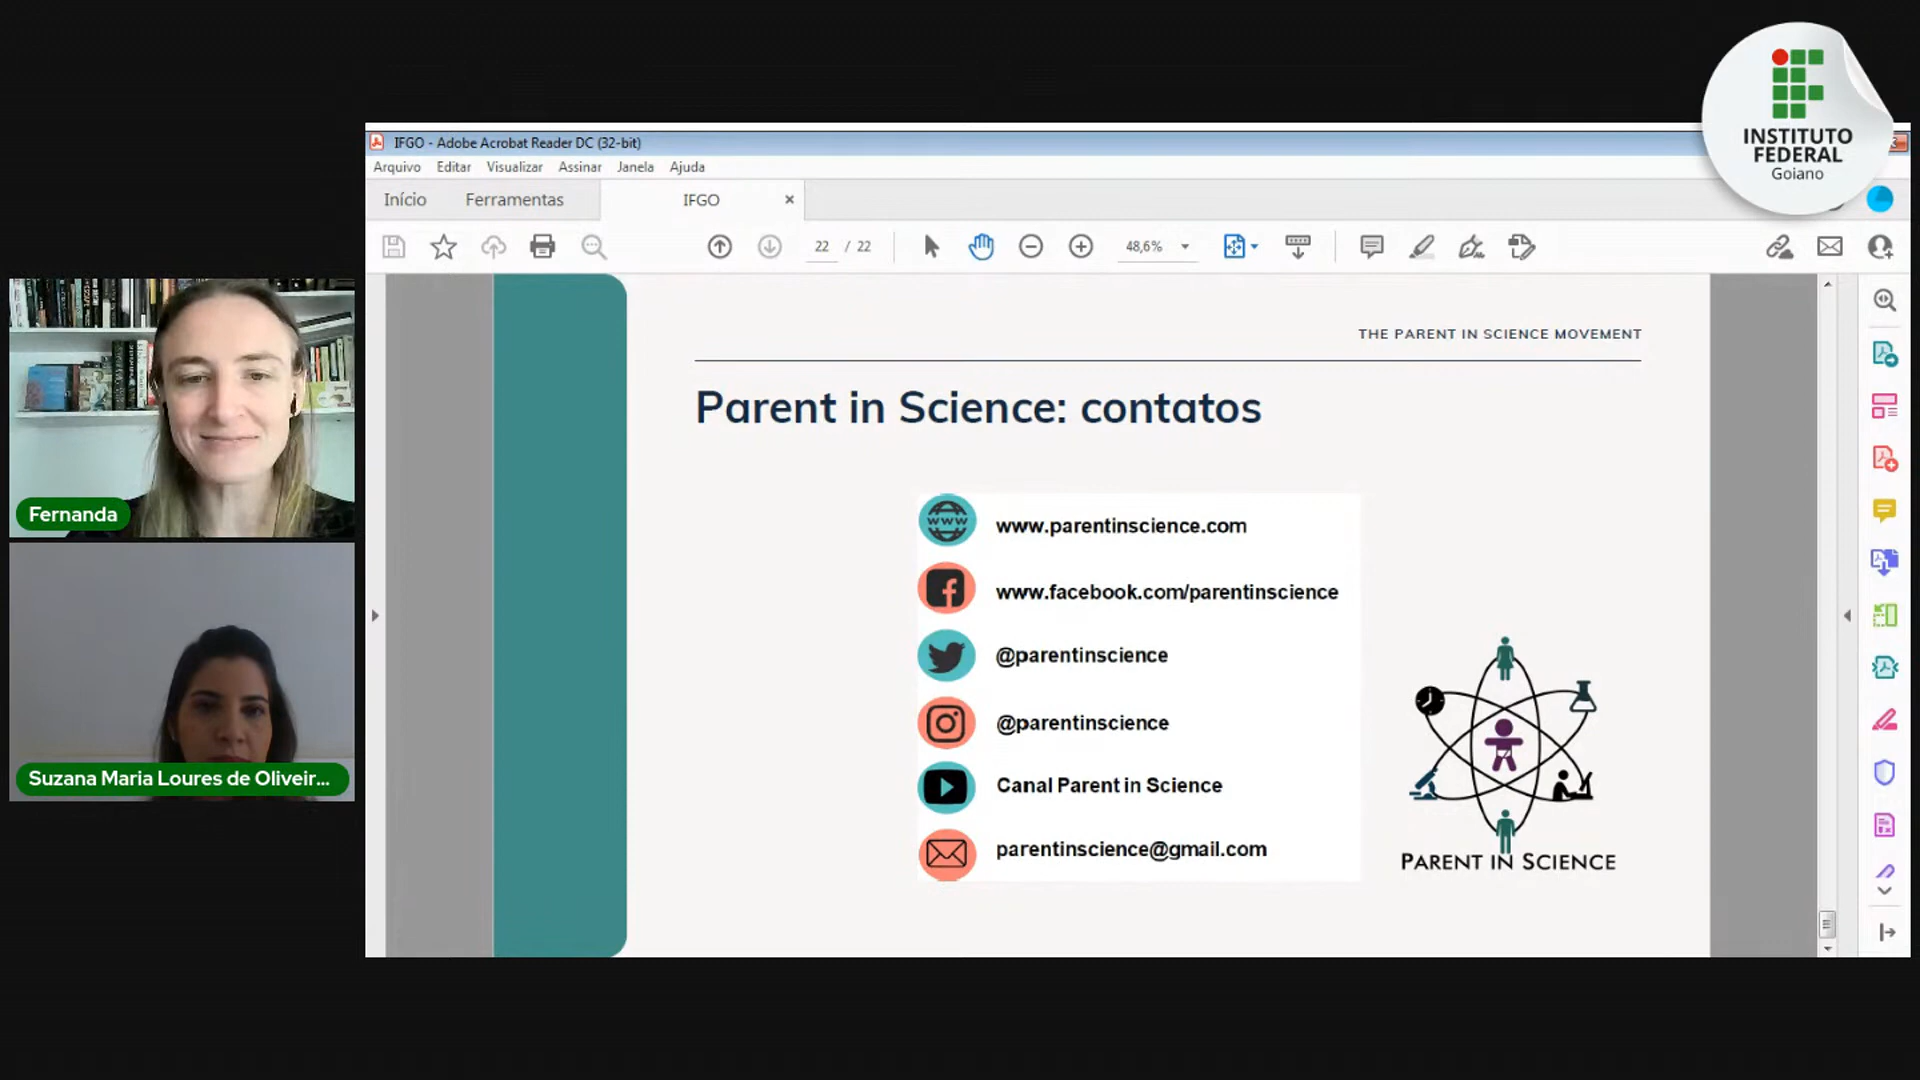 INSTITUTO
FEDERAL
Goiano
IFGO - Adobe Acrobat Reader DC (32-bit)
Arquivo Editar Visualizar Assinar Janela Ajuda
Início Ferramentas IFGO
22 / 22 48,6%
THE PARENT IN SCIENCE MOVEMENT
Parent in Science: contatos
www
www.parentinscience.com
www.facebook.com/parentinscience
@parentinscience
@parentinscience
Canal Parent in Science
parentinscience@gmail.com
PARENT IN SCIENCE
Fernanda
Suzana Maria Loures de Oliveir...